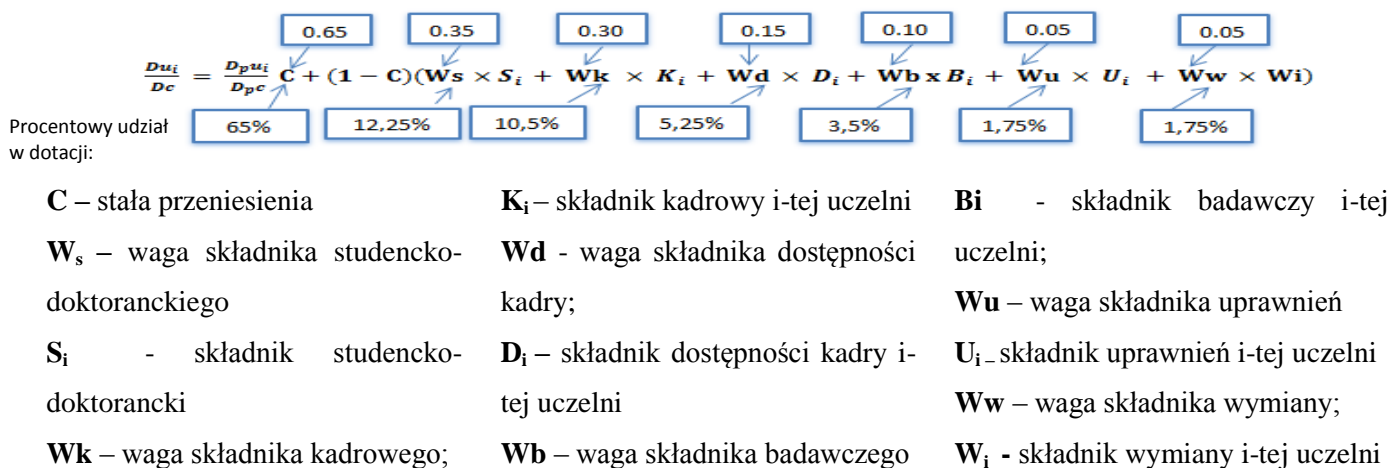 0.65 0.35 0.30 0.15 0.10 0.05 0.05
Du_i/Dc = D_pu_i/D_pc C + (1 − C)(Ws × S_i + Wk × K_i + Wd × D_i + Wb x B_i + Wu × U_i + Ww × Wi)
Procentowy udział
w dotacji:
65% 12,25% 10,5% 5,25% 3,5% 1,75% 1,75%
C – stała przeniesienia
W_s – waga składnika studencko-
doktoranckiego
S_i - składnik studencko-
doktorancki
Wk – waga składnika kadrowego;
K_i – składnik kadrowy i-tej uczelni
Wd - waga składnika dostępności
kadry;
D_i – składnik dostępności kadry i-
tej uczelni
Wb – waga składnika badawczego
Bi - składnik badawczy i-tej
uczelni;
Wu – waga składnika uprawnień
U_i – składnik uprawnień i-tej uczelni
Ww – waga składnika wymiany;
W_i - składnik wymiany i-tej uczelni